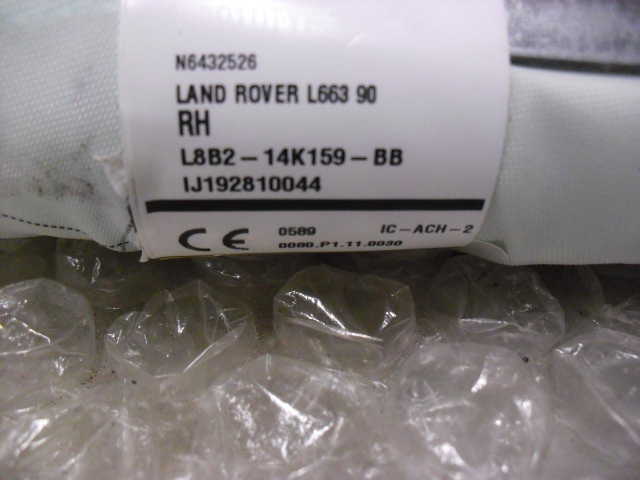 N6432526
LAND ROVER L663 90
RH
L8B2-14K159-BB
IJ192810044
CE 0589 IC-ACH-2
0080.P1.11.0030